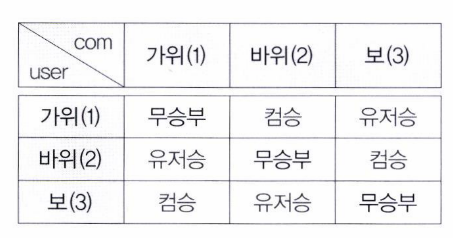 com
user
가위(1) 바위(2) 보(3)
가위(1) 무승부 컴승 유저승
바위(2) 유저승 무승부 컴승
보(3) 컴승 유저승 무승부